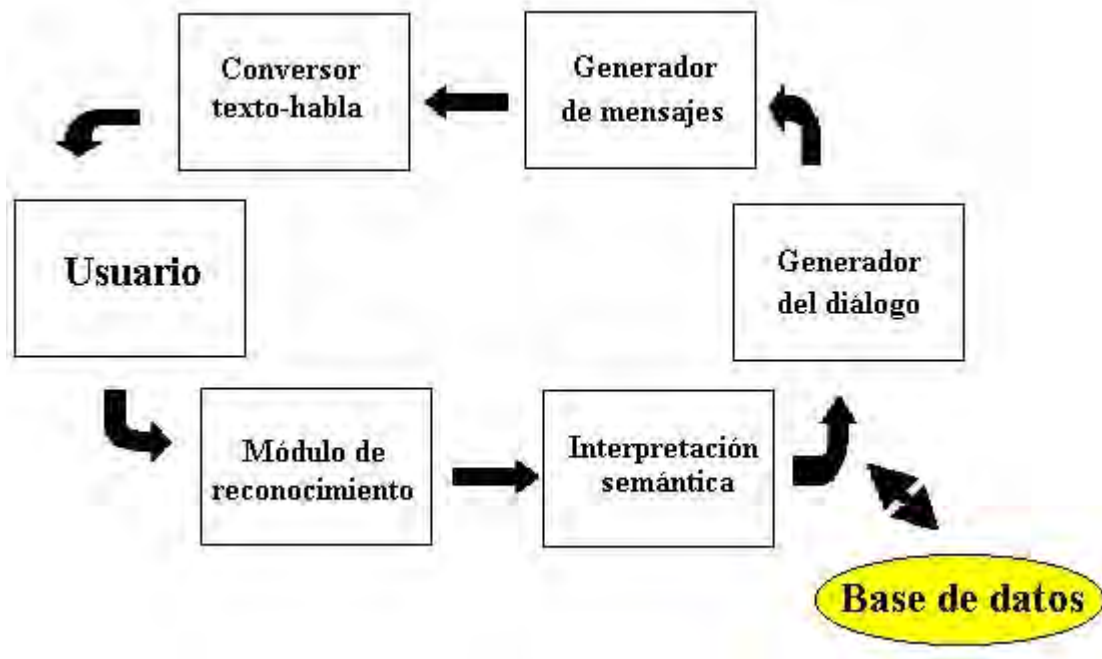 Conversor
texto-habla
Generador
de mensajes
Usuario
Generador
del diálogo
Módulo de
reconocimiento
Interpretación
semántica
Base de datos